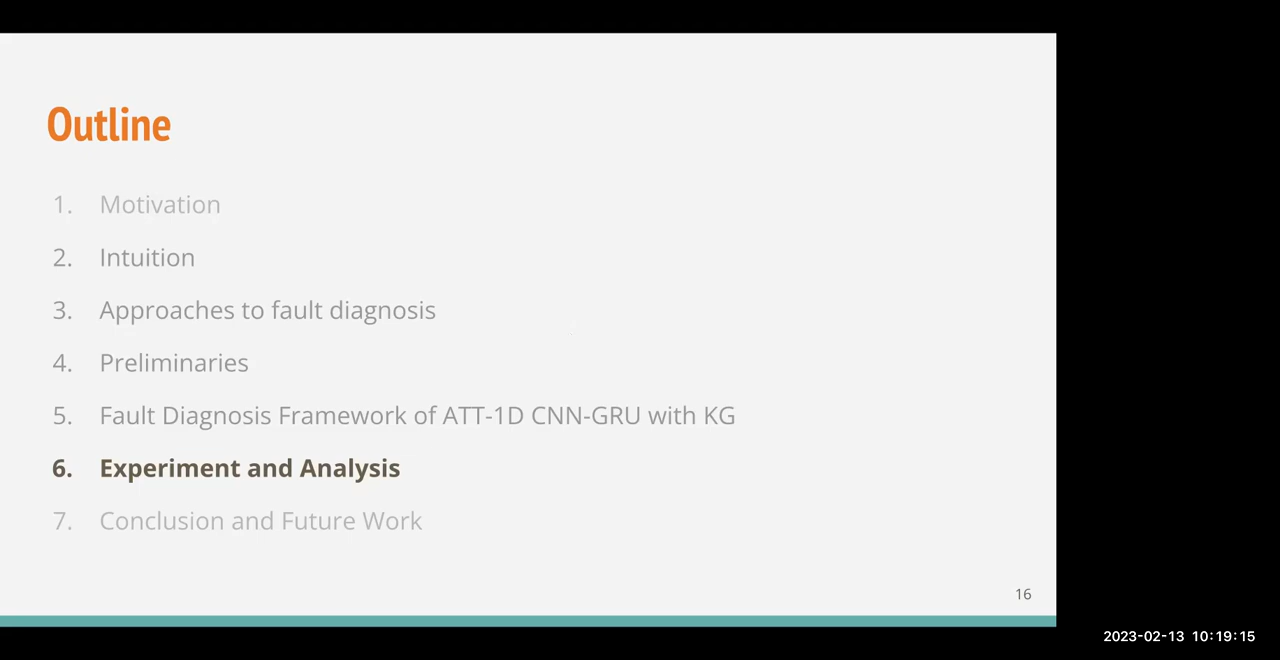 Outline
1. Motivation
2. Intuition
3. Approaches to fault diagnosis
4. Preliminaries
5. Fault Diagnosis Framework of ATT-1D CNN-GRU with KG
6. Experiment and Analysis
7. Conclusion and Future Work
16
2023-02-13 10:19:15